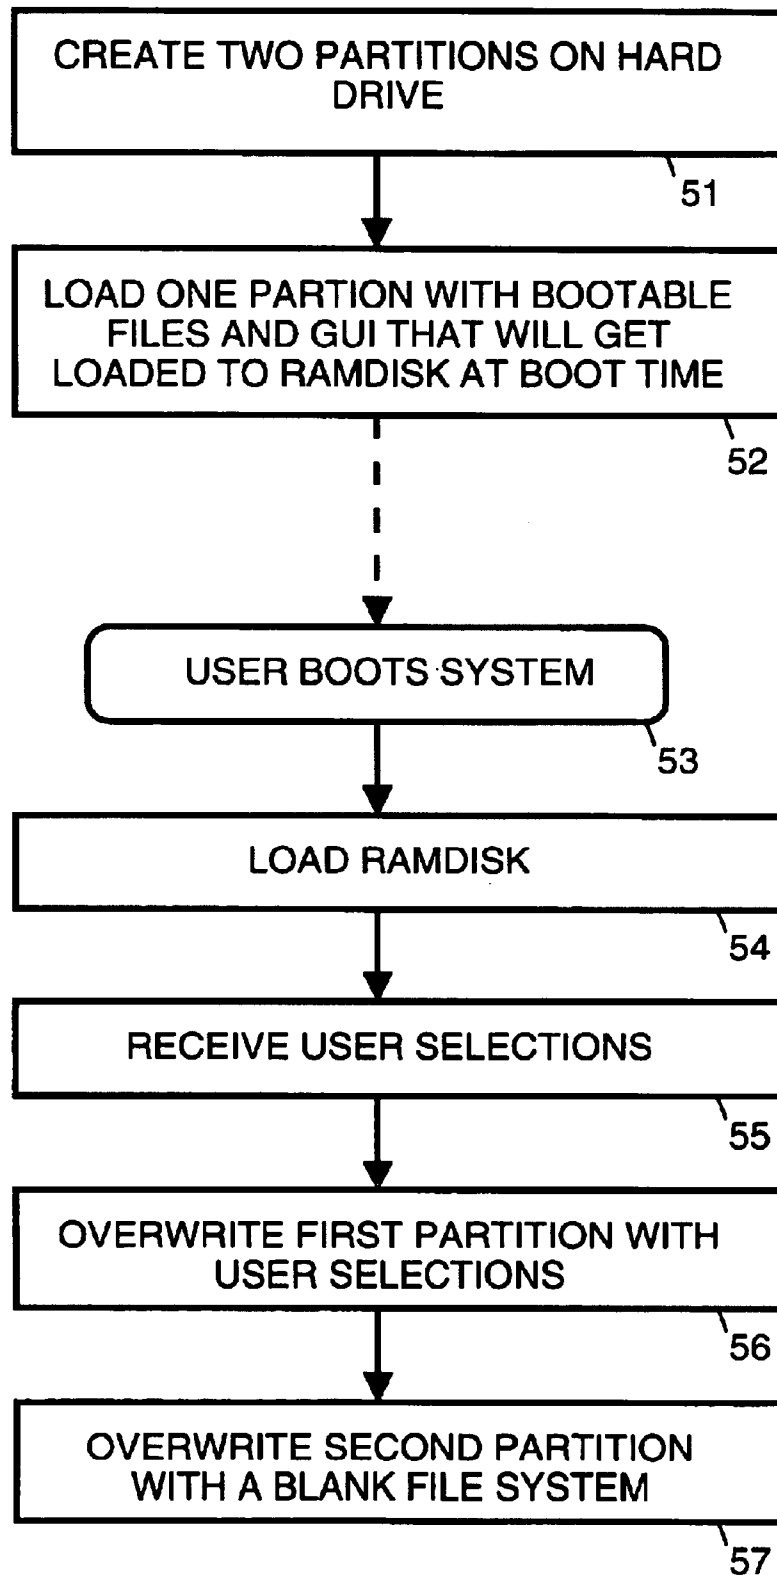 CREATE TWO PARTITIONS ON HARD
DRIVE
51
LOAD ONE PARTION WITH BOOTABLE
FILES AND GUI THAT WILL GET
LOADED TO RAMDISK AT BOOT TIME
52
USER BOOTS SYSTEM
53
LOAD RAMDISK
54
RECEIVE USER SELECTIONS
55
OVERWRITE FIRST PARTITION WITH
USER SELECTIONS
56
OVERWRITE SECOND PARTITION
WITH A BLANK FILE SYSTEM
57